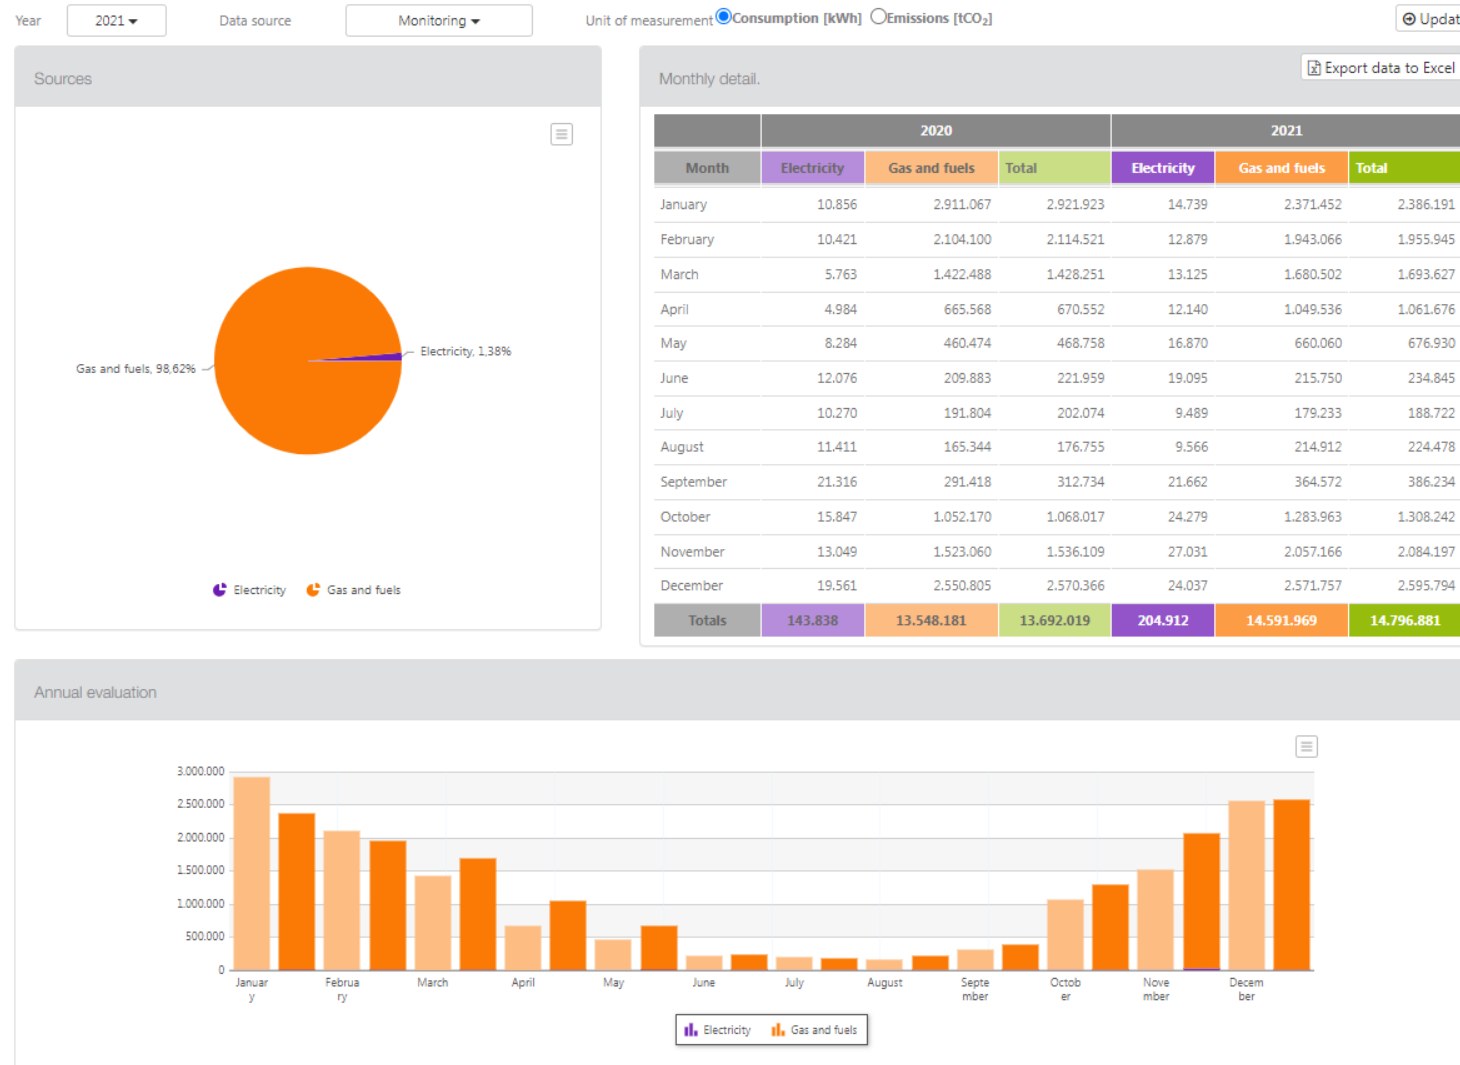 Year 2021 Data source Monitoring Unit of measurement Consumption [kWh] Emissions [tCO₂] Updat
Sources
Monthly detail.
Export data to Excel
2020 2021
Month Electricity Gas and fuels Total Electricity Gas and fuels Total
January 10.856 2.911.067 2.921.923 14.739 2.371.452 2.386.191
February 10.421 2.104.100 2.114.521 12.879 1.943.066 1.955.945
March 5.763 1.422.488 1.428.251 13.125 1.680.502 1.693.627
April 4.984 665.568 670.552 12.140 1.049.536 1.061.676
May 8.284 460.474 468.758 16.870 660.060 676.930
June 12.076 209.883 221.959 19.095 215.750 234.845
July 10.270 191.804 202.074 9.489 179.233 188.722
August 11.411 165.344 176.755 9.566 214.912 224.478
September 21.316 291.418 312.734 21.662 364.572 386.234
October 15.847 1.052.170 1.068.017 24.279 1.283.963 1.308.242
November 13.049 1.523.060 1.536.109 27.031 2.057.166 2.084.197
December 19.561 2.550.805 2.570.366 24.037 2.571.757 2.595.794
Totals 143.838 13.548.181 13.692.019 204.912 14.591.969 14.796.881
Electricity, 1,38%
Gas and fuels, 98,62%
Electricity Gas and fuels
Annual evaluation
3.000.000
2.500.000
2.000.000
1.500.000
1.000.000
500.000
0
Januar Februa March April May June July August Septe Octob Nove Decem
y ry mber er mber ber
Electricity Gas and fuels